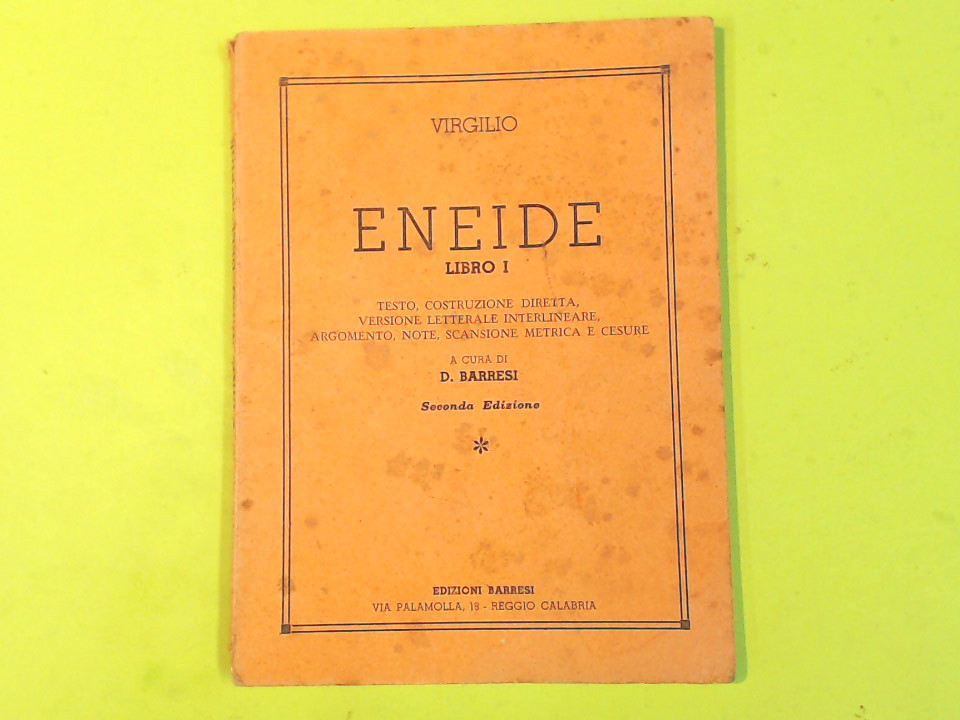 VIRGILIO
ENEIDE
LIBRO I
TESTO, COSTRUZIONE DIRETTA,
VERSIONE LETTERALE INTERLINEARE,
ARGOMENTO, NOTE, SCANSIONE METRICA E CESURE
A CURA DI
D. BARRESI
Seconda Edizione
*
EDIZIONI BARRESI
VIA PALAMOLLA, 18 - REGGIO CALABRIA